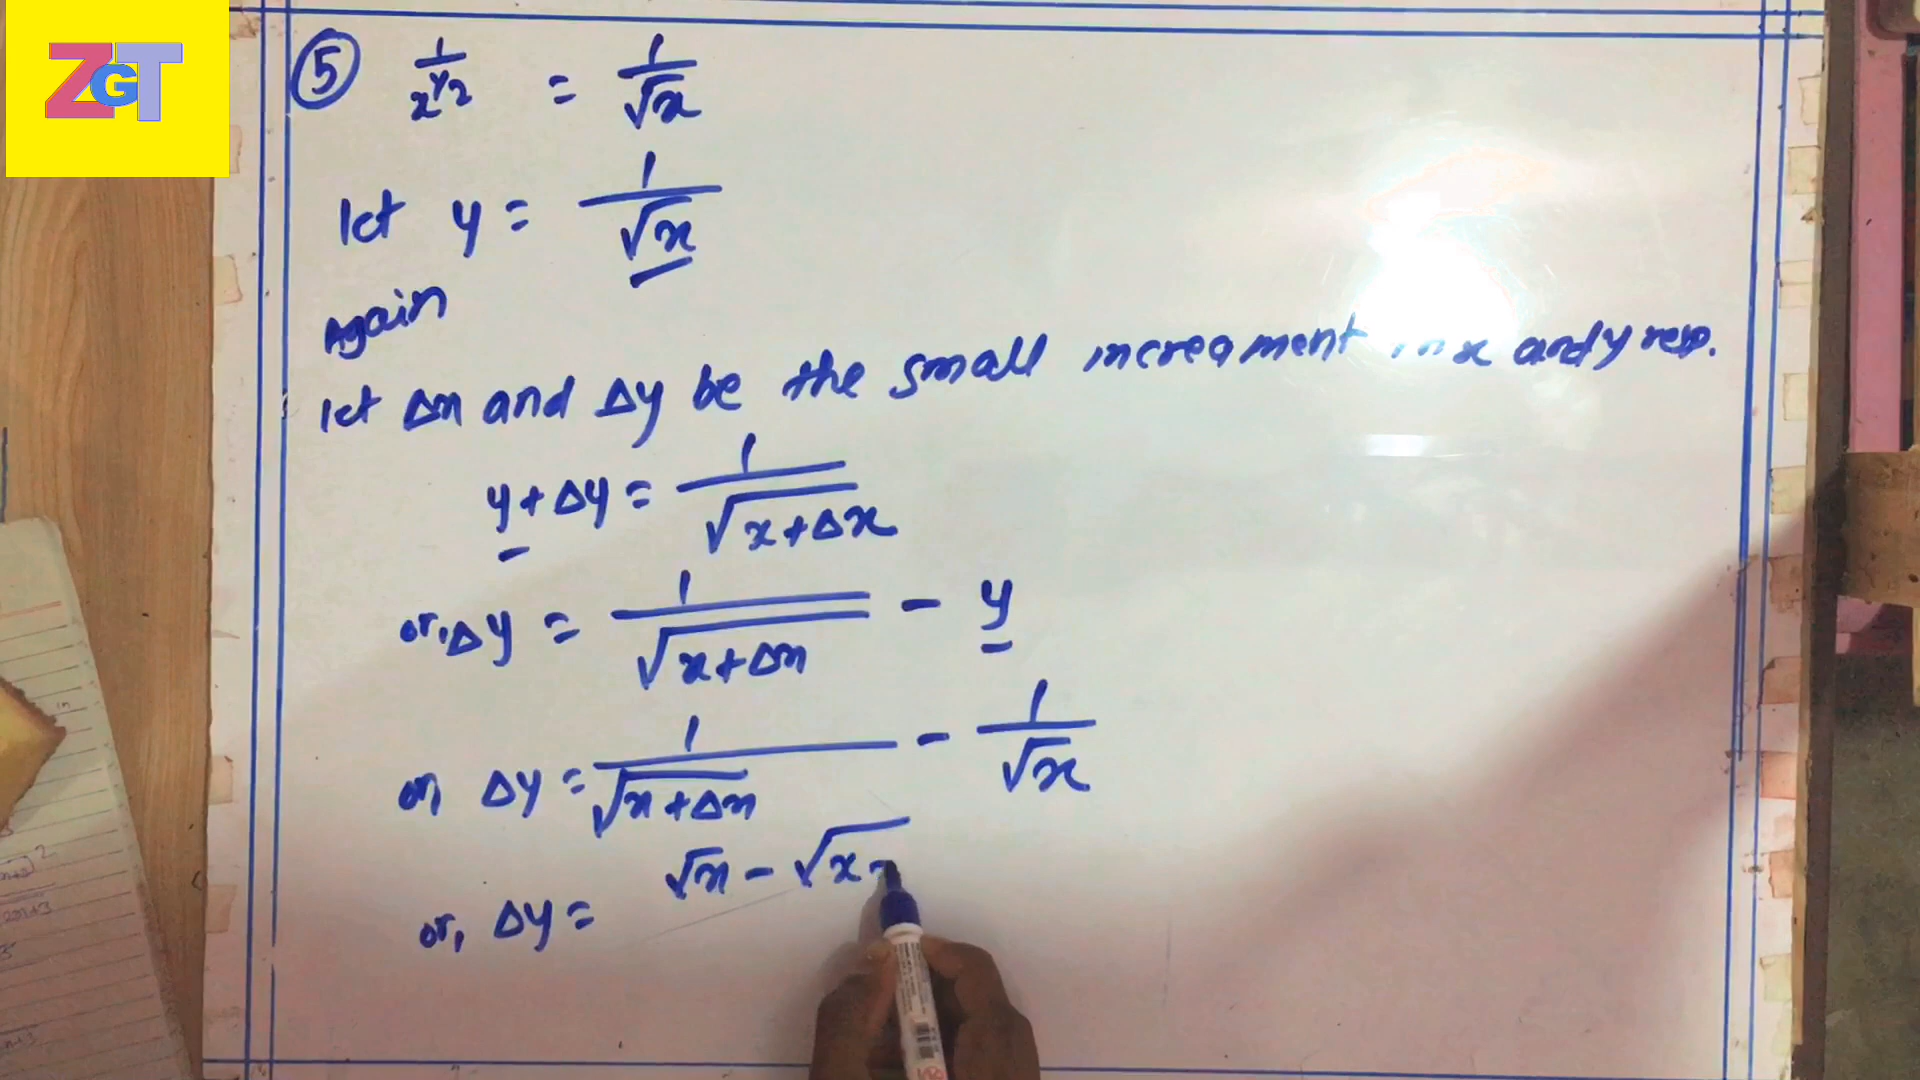 ZGT
⑤ 1/x^1/2 = 1/√x
let y = 1/√x
Again
let Δx and Δy be the small increament in x and y resp.
y + Δy = 1/√x+Δx
or, Δy = 1/√x+Δx - y
or, Δy = 1/√x+Δx - 1/√x
or, Δy = √x - √x